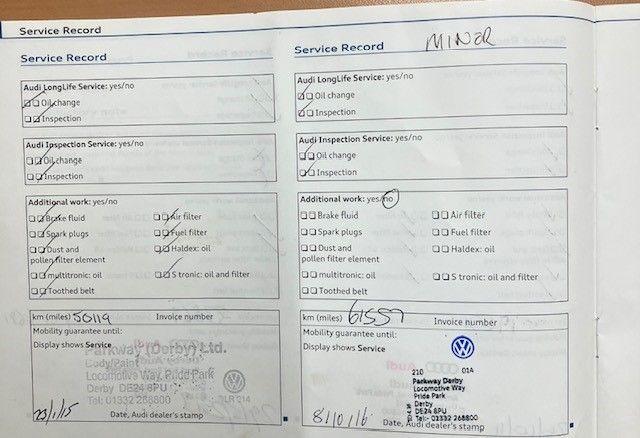 Service Record
Service Record
Audi LongLife Service: yes/no
Oil change
Inspection
Audi Inspection Service: yes/no
Oil change
Inspection
Additional work: yes/no
Brake fluid
Air filter
Spark plugs
Fuel filter
Dust and
pollen filter element
Haldex: oil
multitronic: oil
S tronic: oil and filter
Toothed belt
km (miles) 50119 Invoice number
Mobility guarantee until:
Display shows Service
Parkway (Derby) Ltd.
Body/Paint
Locomotive Way, Pride Park
Derby DE24 8PU
Tel: 01332 268800
3LR 214
23/1/15
Date, Audi dealer's stamp
Service Record MINOR
Audi LongLife Service: yes/no
Oil change
Inspection
Audi Inspection Service: yes/no
Oil change
Inspection
Additional work: yes/no
Brake fluid
Air filter
Spark plugs
Fuel filter
Dust and
pollen filter element
Haldex: oil
multitronic: oil
S tronic: oil and filter
Toothed belt
km (miles) 61557 Invoice number
Mobility guarantee until:
Display shows Service
210 01A
Parkway Derby
Locomotive Way
Pride Park
Derby
DE24 8PU
Tel:- 01332 268800
8/10/16
Date, Audi dealer's stamp